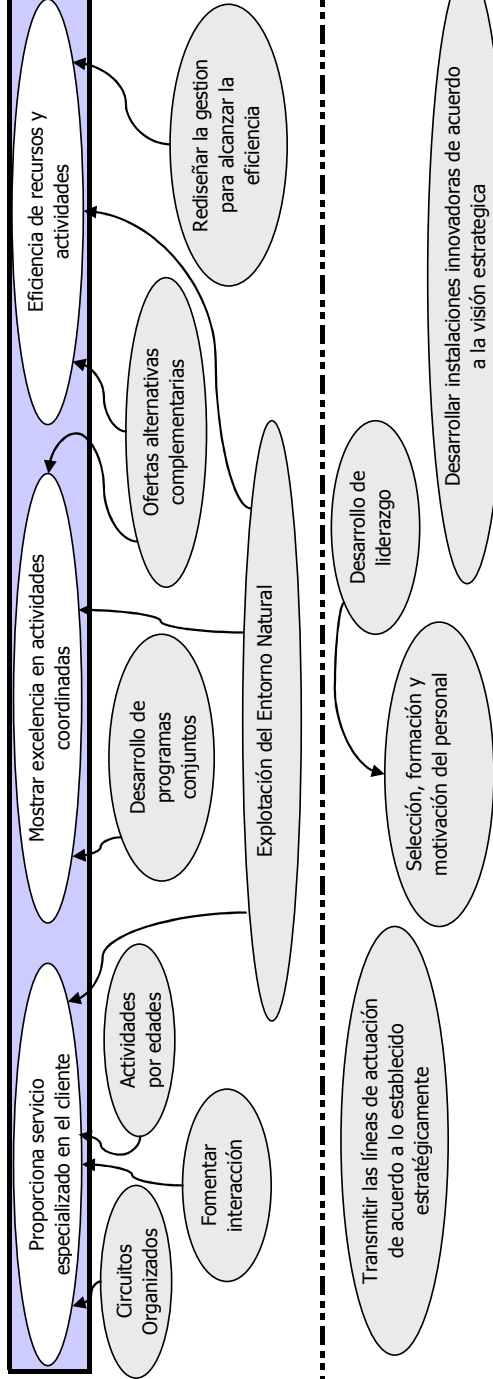 Proporciona servicio
especializado en el cliente
Mostrar excelencia en actividades
coordinadas
Eficiencia de recursos y
actividades
Circuitos
Organizados
Fomentar
interacción
Actividades
por edades
Desarrollo de
programas
conjuntos
Ofertas alternativas
complementarias
Rediseñar la gestion
para alcanzar la
eficiencia
Explotación del Entorno Natural
Transmitir las líneas de actuación
de acuerdo a lo establecido
estratégicamente
Selección, formación y
motivación del personal
Desarrollo de
liderazgo
Desarrollar instalaciones innovadoras de acuerdo
a la visión estrategica